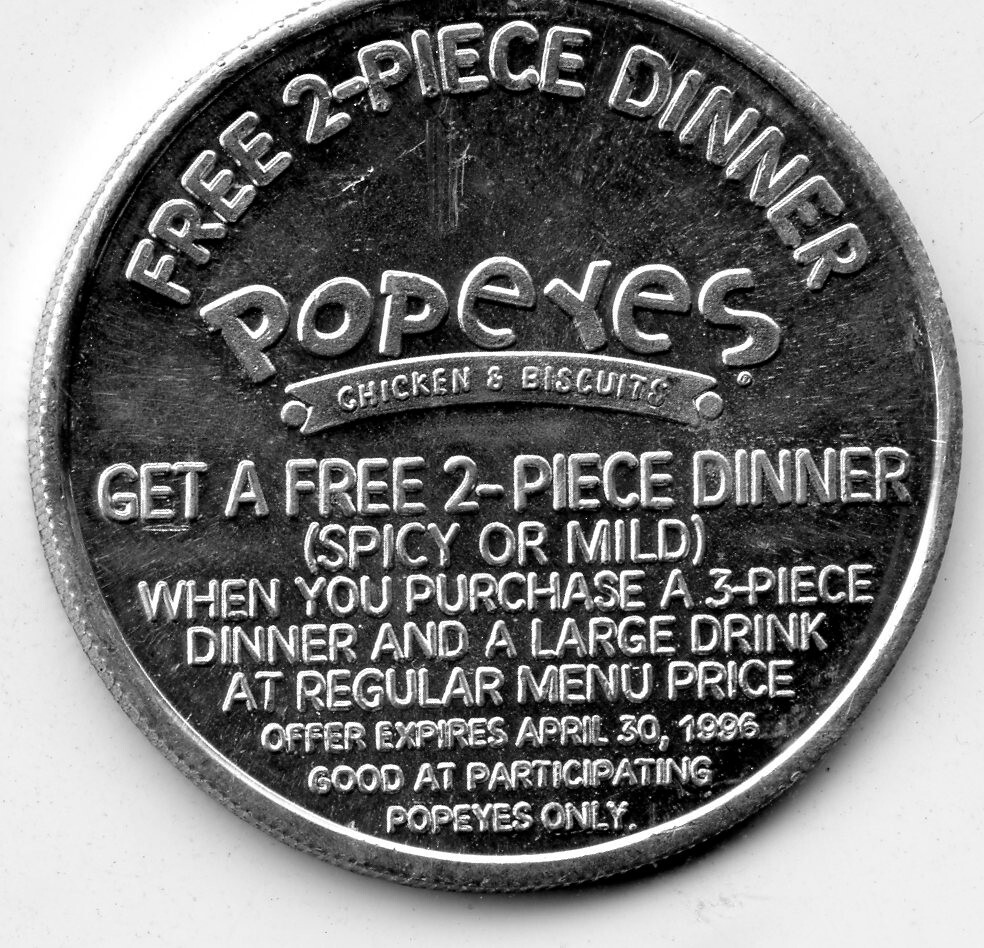 FREE 2-PIECE DINNER
POPEYES®
CHICKEN & BISCUITS
GET A FREE 2-PIECE DINNER
(SPICY OR MILD)
WHEN YOU PURCHASE A 3-PIECE
DINNER AND A LARGE DRINK
AT REGULAR MENU PRICE
OFFER EXPIRES APRIL 30, 1996
GOOD AT PARTICIPATING
POPEYES ONLY.